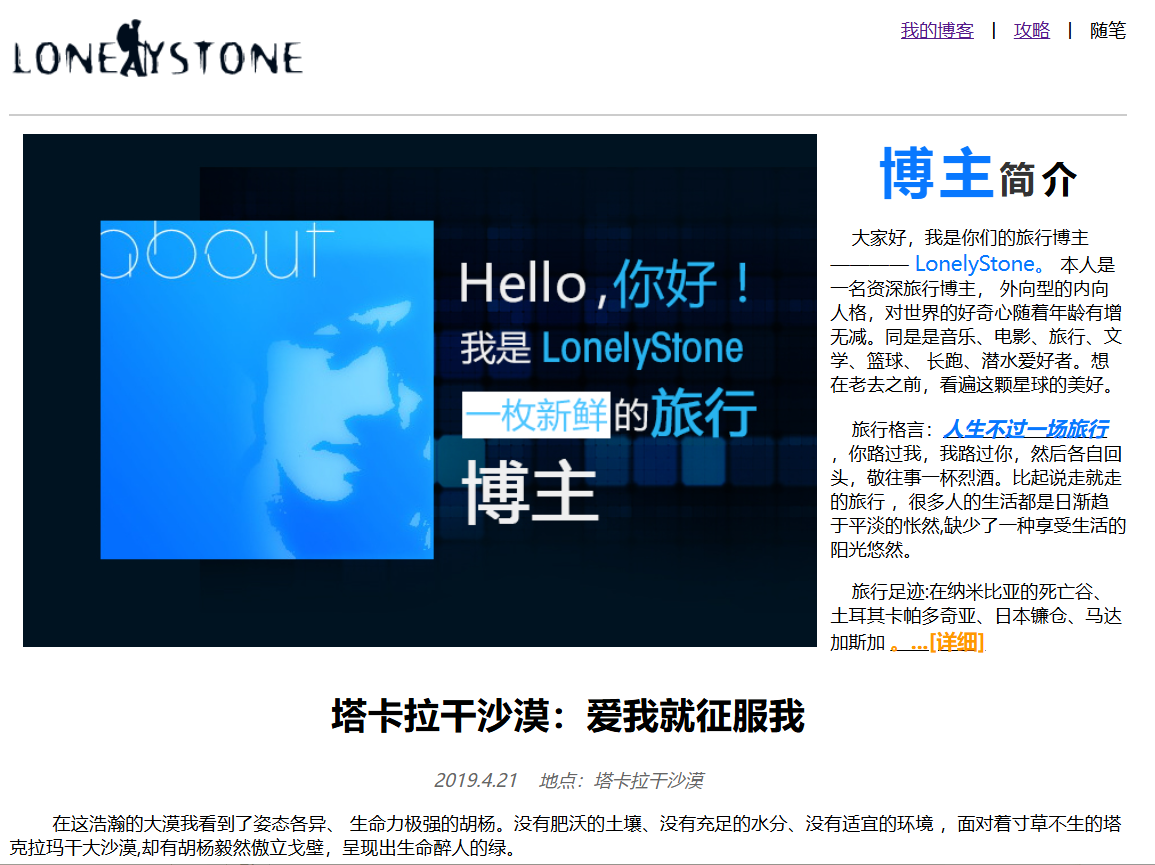 LONELYSTONE
我的博客 | 攻略 | 随笔
about
Hello ,你好！
我是 LonelyStone
一枚新鲜的旅行
博主
博主简介
大家好，我是你们的旅行博主
———— LonelyStone。 本人是
一名资深旅行博主， 外向型的内向
人格，对世界的好奇心随着年龄有增
无减。同是是音乐、电影、旅行、文
学、篮球、 长跑、潜水爱好者。想
在老去之前，看遍这颗星球的美好。
旅行格言：人生不过一场旅行
，你路过我，我路过你，然后各自回
头，敬往事一杯烈酒。比起说走就走
的旅行 ，很多人的生活都是日渐趋
于平淡的怅然,缺少了一种享受生活的
阳光悠然。
旅行足迹:在纳米比亚的死亡谷、
土耳其卡帕多奇亚、日本镰仓、马达
加斯加 。...[详细]
塔卡拉干沙漠：爱我就征服我
2019.4.21 地点：塔卡拉干沙漠
在这浩瀚的大漠我看到了姿态各异、 生命力极强的胡杨。没有肥沃的土壤、没有充足的水分、没有适宜的环境 ，面对着寸草不生的塔
克拉玛干大沙漠,却有胡杨毅然傲立戈壁，呈现出生命醉人的绿。